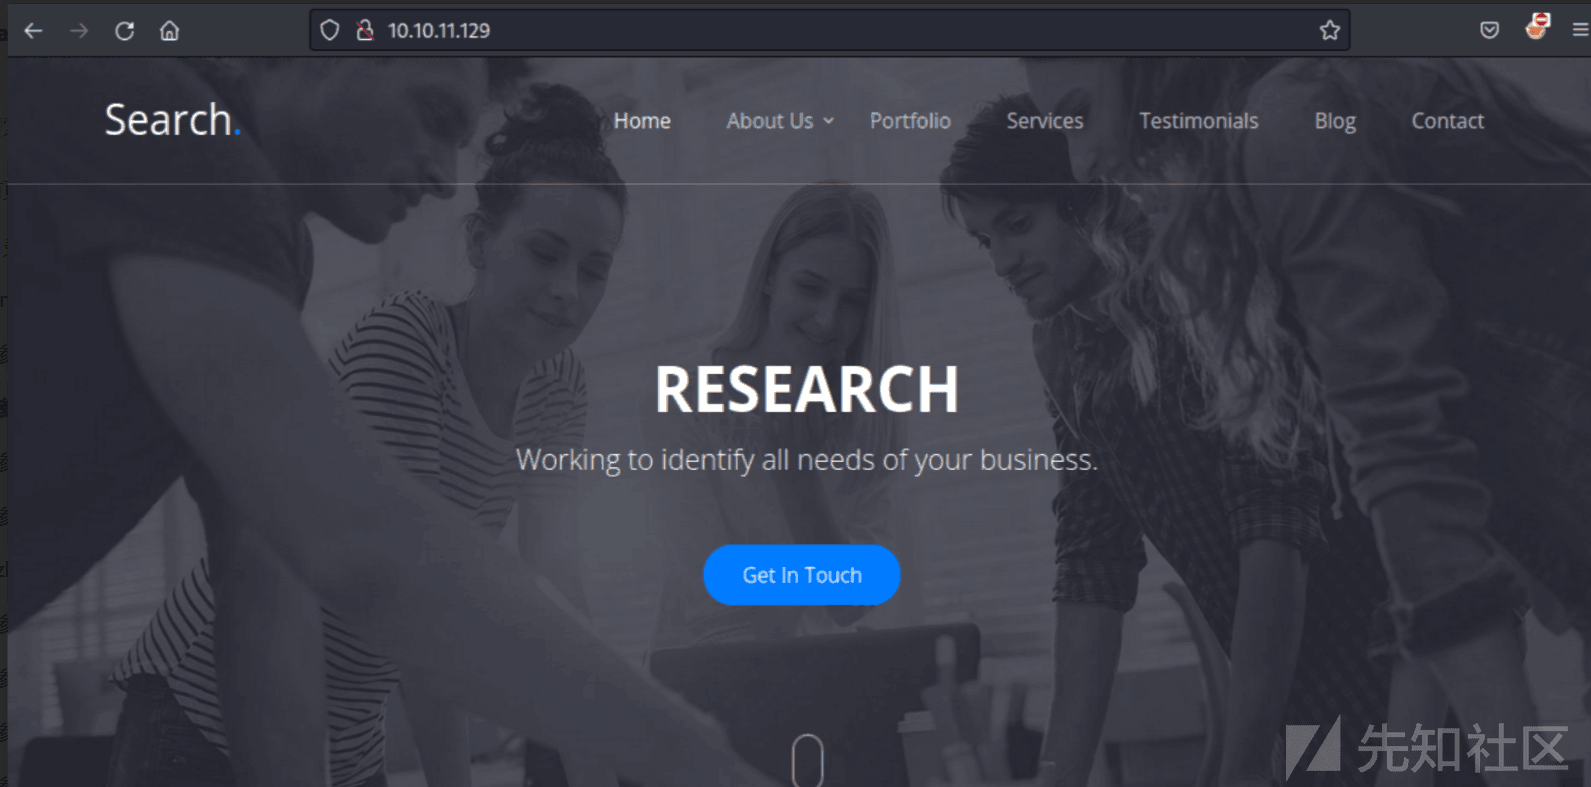 10.10.11.129
Search.
Home About Us Portfolio Services Testimonials Blog Contact
RESEARCH
Working to identify all needs of your business.
Get In Touch
先知社区